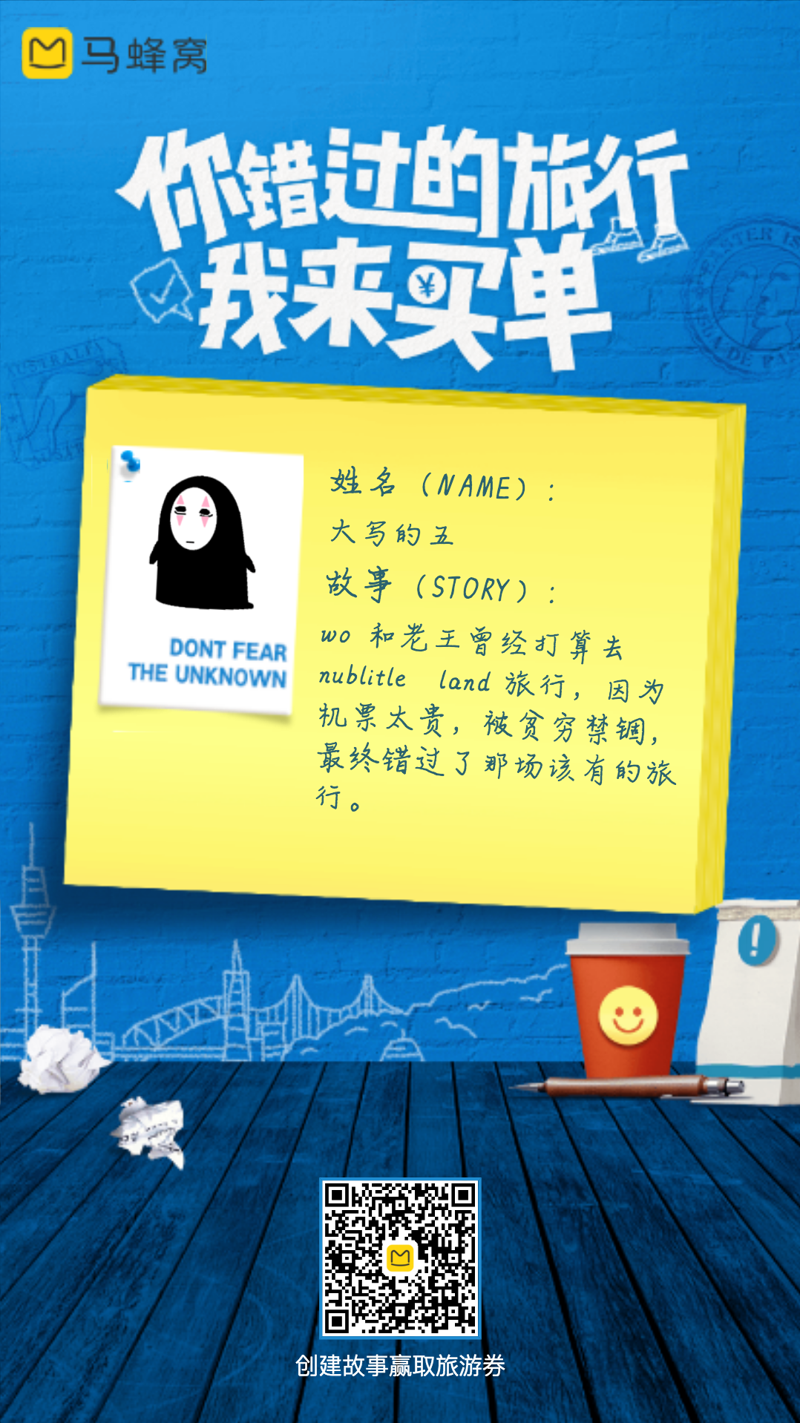 马蜂窝
你错过的旅行
我来买单
姓名（NAME）:
大写的五
故事（STORY）:
wo 和老王曾经打算去
nublitle land 旅行，因为
机票太贵，被贫穷禁锢，
最终错过了那场该有的旅
行。
DONT FEAR
THE UNKNOWN
创建故事赢取旅游券